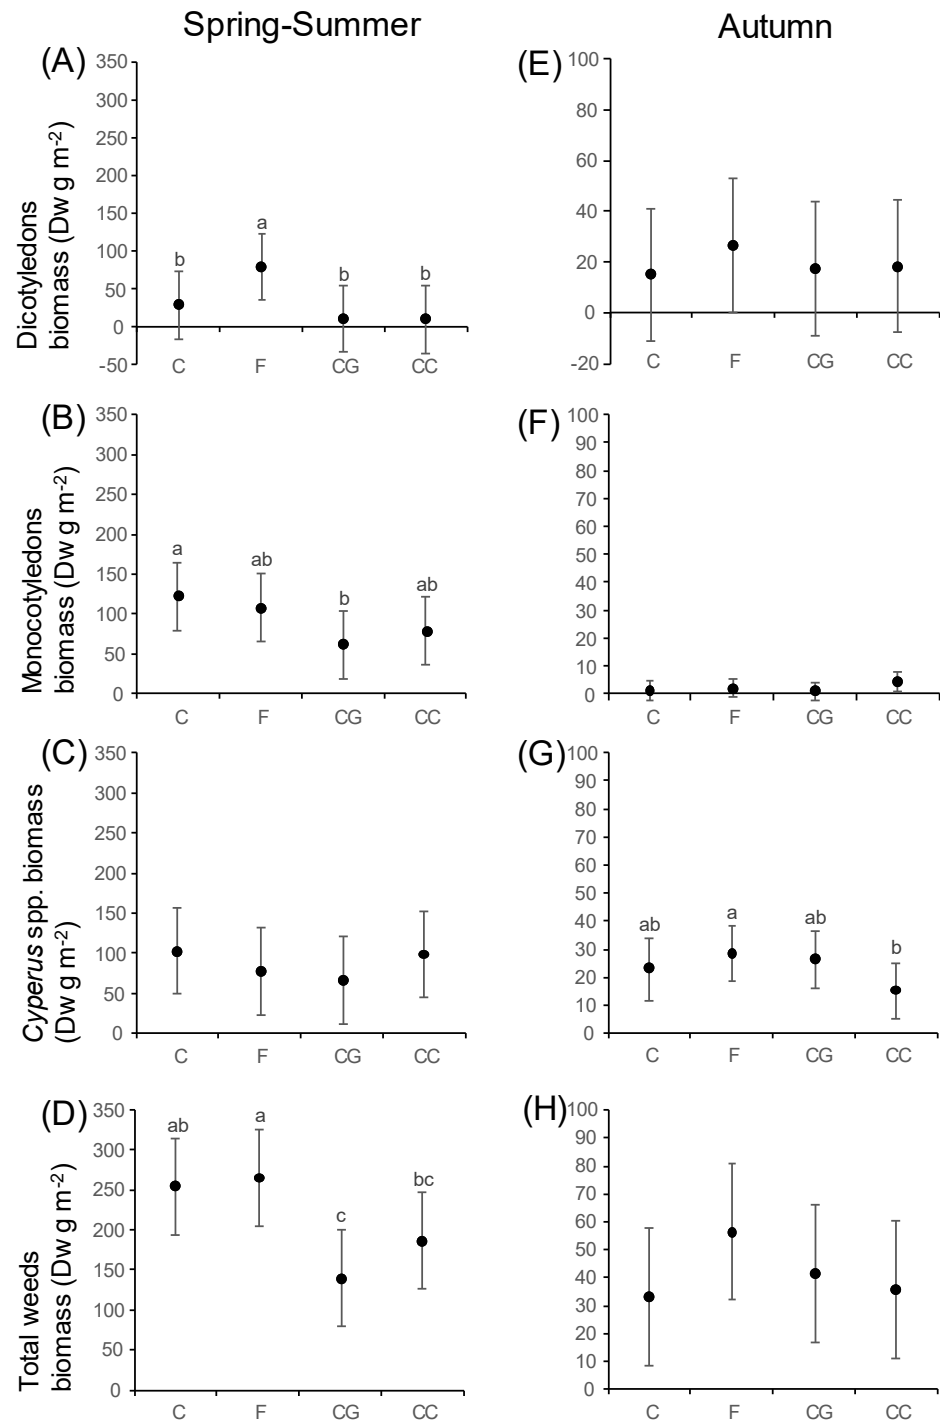 Spring-Summer
Autumn
(A)
Dicotyledons
biomass (Dw g m-2)
350
300
250
200
150
100
50
0
-50
b
a
b
b
C F CG CC
(E)
100
80
60
40
20
0
-20
C F CG CC
(B)
Monocotyledons
biomass (Dw g m-2)
350
300
250
200
150
100
50
0
a
ab
b
ab
C F CG CC
(F)
100
90
80
70
60
50
40
30
20
10
0
C F CG CC
(C)
Cyperus spp. biomass
(Dw g m-2)
350
300
250
200
150
100
50
0
C F CG CC
(G)
100
90
80
70
60
50
40
30
20
10
0
ab
a
ab
b
C F CG CC
(D)
Total weeds
biomass (Dw g m-2)
350
300
250
200
150
100
50
0
ab
a
c
bc
C F CG CC
(H)
100
90
80
70
60
50
40
30
20
10
0
C F CG CC